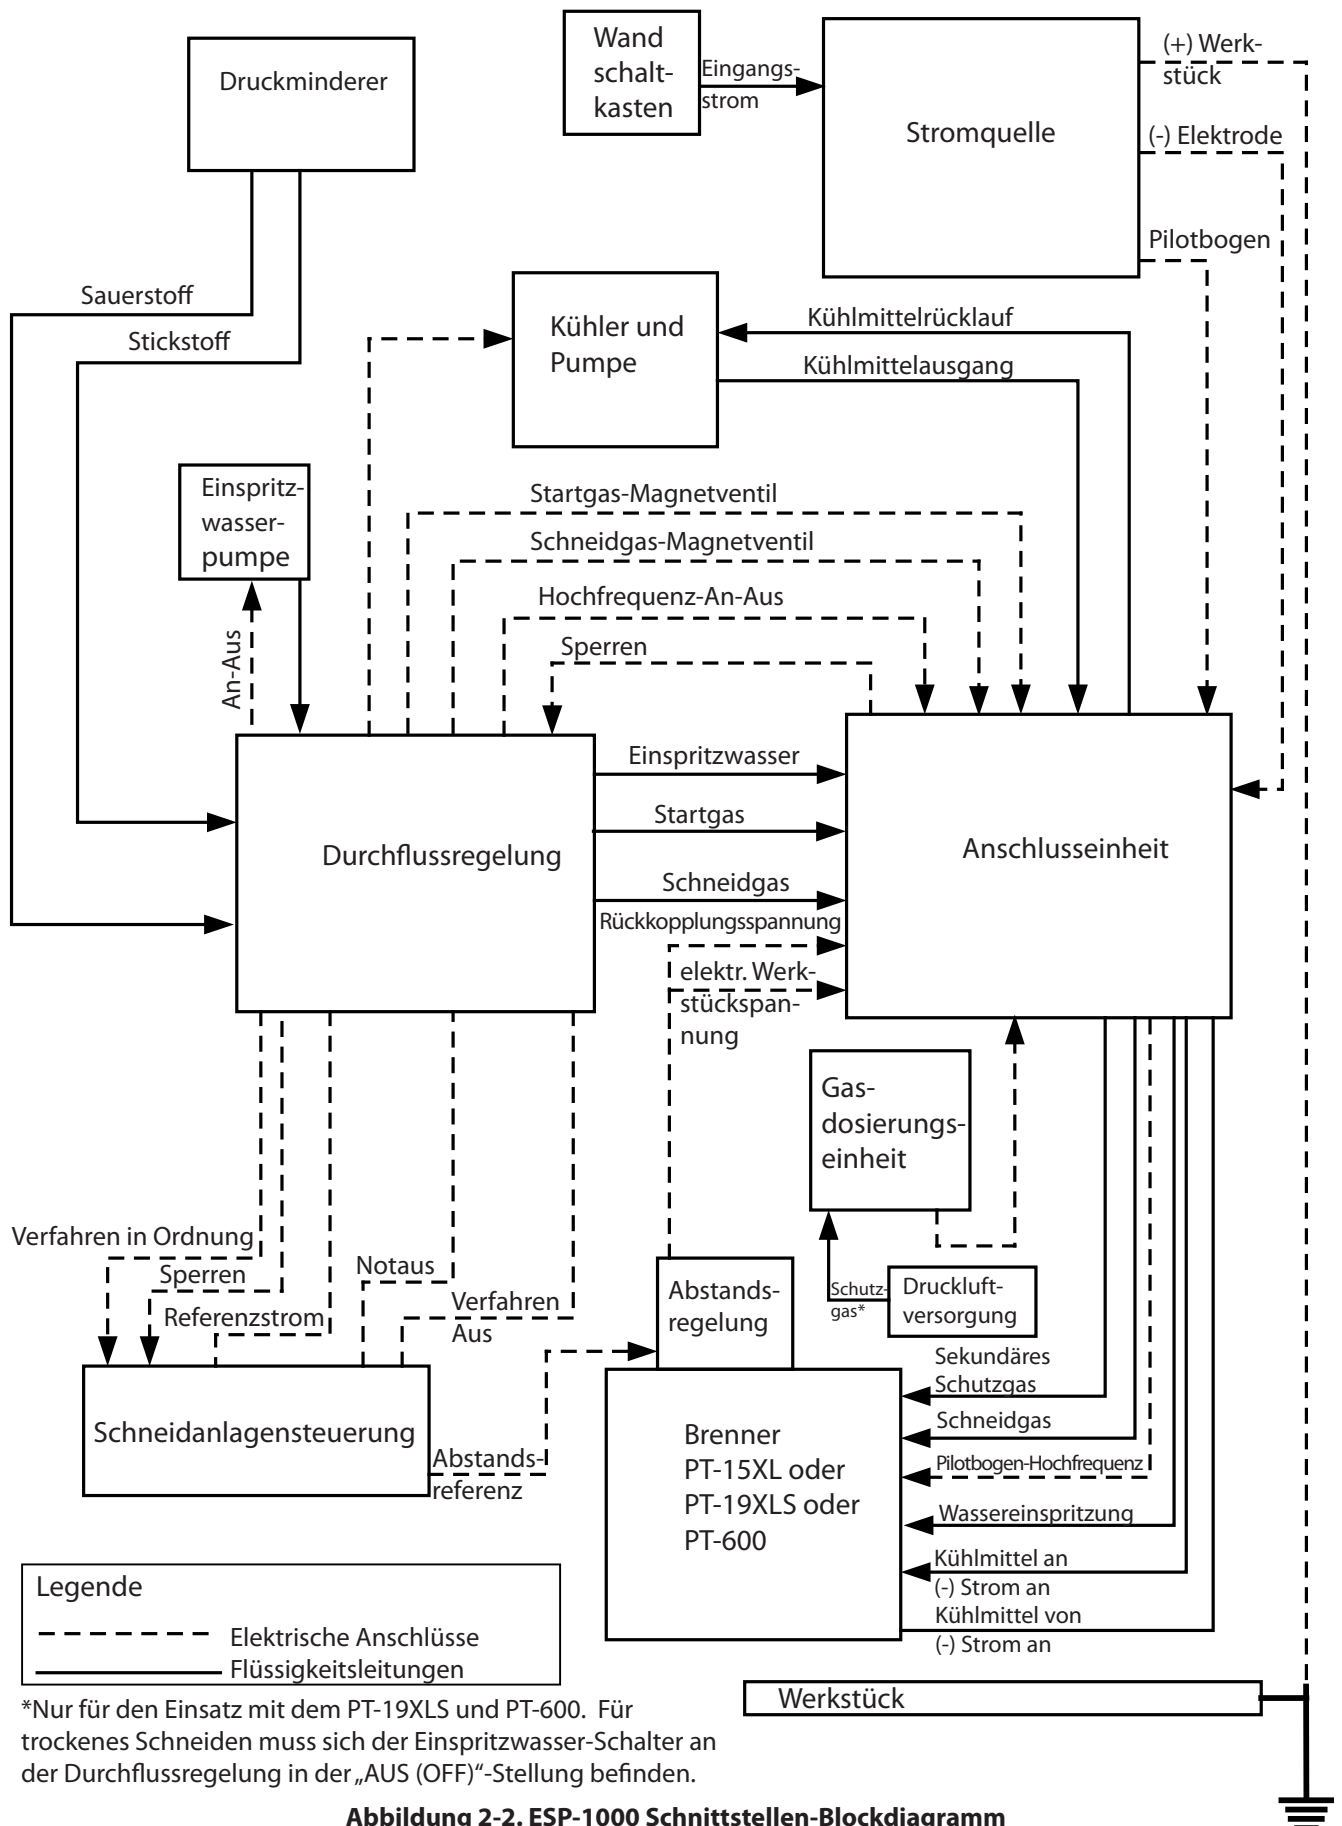 Druckminderer
Wand
schalt-
kasten
Eingangs-
strom
Stromquelle
(+) Werk-
stück
(-) Elektrode
Pilotbogen
Sauerstoff
Stickstoff
Kühler und
Pumpe
Kühlmittelrücklauf
Kühlmittelausgang
Einspritz-
wasser-
pumpe
An-Aus
Startgas-Magnetventil
Schneidgas-Magnetventil
Hochfrequenz-An-Aus
Sperren
Durchflussregelung
Einspritzwasser
Startgas
Schneidgas
Rückkopplungsspannung
elektr. Werk-
stückspan-
nung
Anschlusseinheit
Gas-
dosierungs-
einheit
Verfahren in Ordnung
Sperren
Referenzstrom
Notaus
Verfahren
Aus
Abstands-
regelung
Schutz-
gas*
Druckluft-
versorgung
Schneidanlagensteuerung
Abstands-
referenz
Brenner
PT-15XL oder
PT-19XLS oder
PT-600
Sekundäres
Schutzgas
Schneidgas
Pilotbogen-Hochfrequenz
Wassereinspritzung
Kühlmittel an
(-) Strom an
Kühlmittel von
(-) Strom an
Legende
Elektrische Anschlüsse
Flüssigkeitsleitungen
Werkstück
*Nur für den Einsatz mit dem PT-19XLS und PT-600. Für
trockenes Schneiden muss sich der Einspritzwasser-Schalter an
der Durchflussregelung in der „AUS (OFF)“-Stellung befinden.
Abbildung 2-2. ESP-1000 Schnittstellen-Blockdiagramm